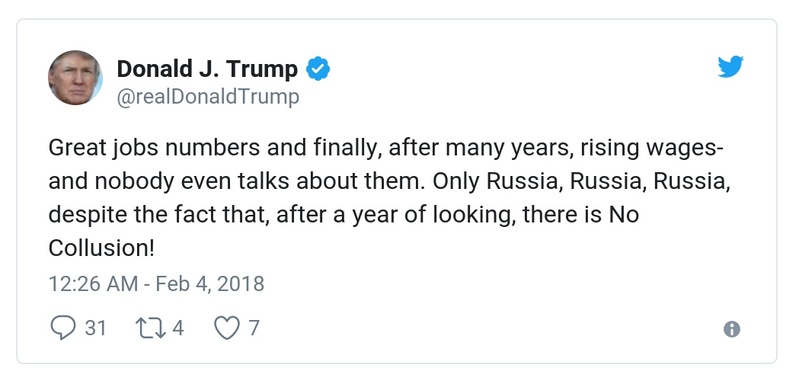 Donald J. Trump
@realDonaldTrump
Great jobs numbers and finally, after many years, rising wages-
and nobody even talks about them. Only Russia, Russia, Russia,
despite the fact that, after a year of looking, there is No
Collusion!
12:26 AM - Feb 4, 2018
31 4 7